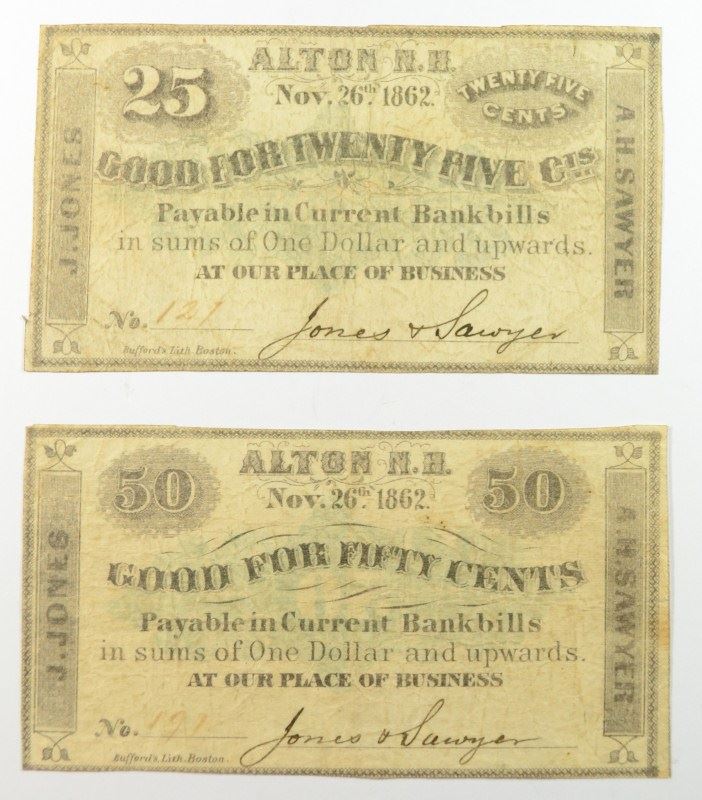 25
ALTON N.H.
Nov. 26th 1862.
TWENTY FIVE
CENTS
GOOD FOR TWENTY FIVE CTS
J. JONES
A.H. SAWYER
Payable in Current Bankbills
in sums of One Dollar and upwards.
AT OUR PLACE OF BUSINESS
No. 127 Jones & Sawyer
Bufford's Lith. Boston.
50
ALTON N.H.
50
Nov. 26th 1862.
GOOD FOR FIFTY CENTS
J. JONES
A.H. SAWYER
Payable in Current Bankbills
in sums of One Dollar and upwards.
AT OUR PLACE OF BUSINESS
No. 191 Jones & Sawyer
Bufford's Lith. Boston.